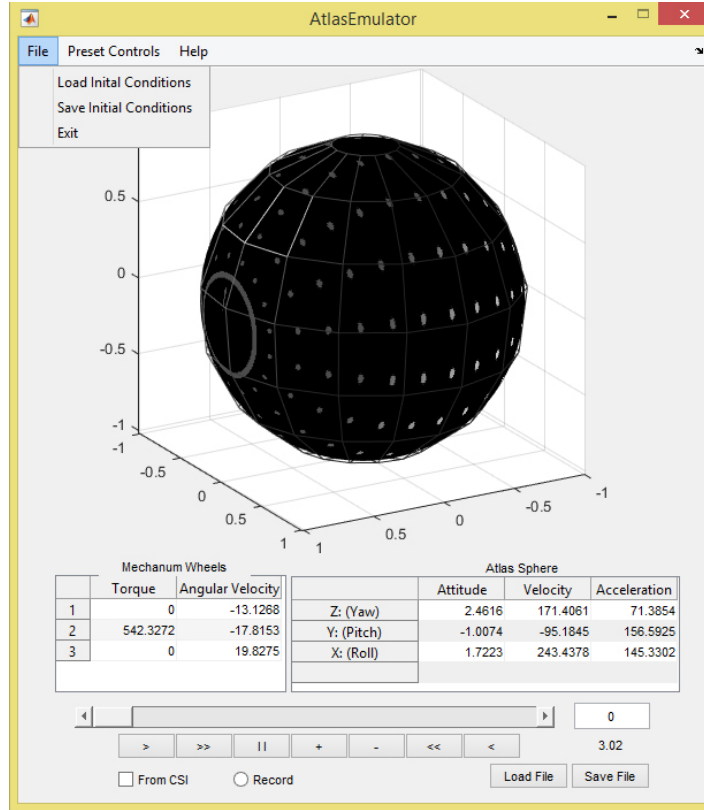 AtlasEmulator
File Preset Controls Help
Load Inital Conditions
Save Initial Conditions
Exit
0.5
0
-0.5
-1
-1
-0.5
0
0.5
1
1
0.5
0
-0.5
-1
Mechanum Wheels
Torque Angular Velocity
1 0 -13.1268
2 542.3272 -17.8153
3 0 19.8275
Atlas Sphere
Attitude Velocity Acceleration
Z: (Yaw) 2.4616 171.4061 71.3854
Y: (Pitch) -1.0074 -95.1845 156.5925
X: (Roll) 1.7223 243.4378 145.3302
0
> >> II + - << < 3.02
From CSI Record Load File Save File